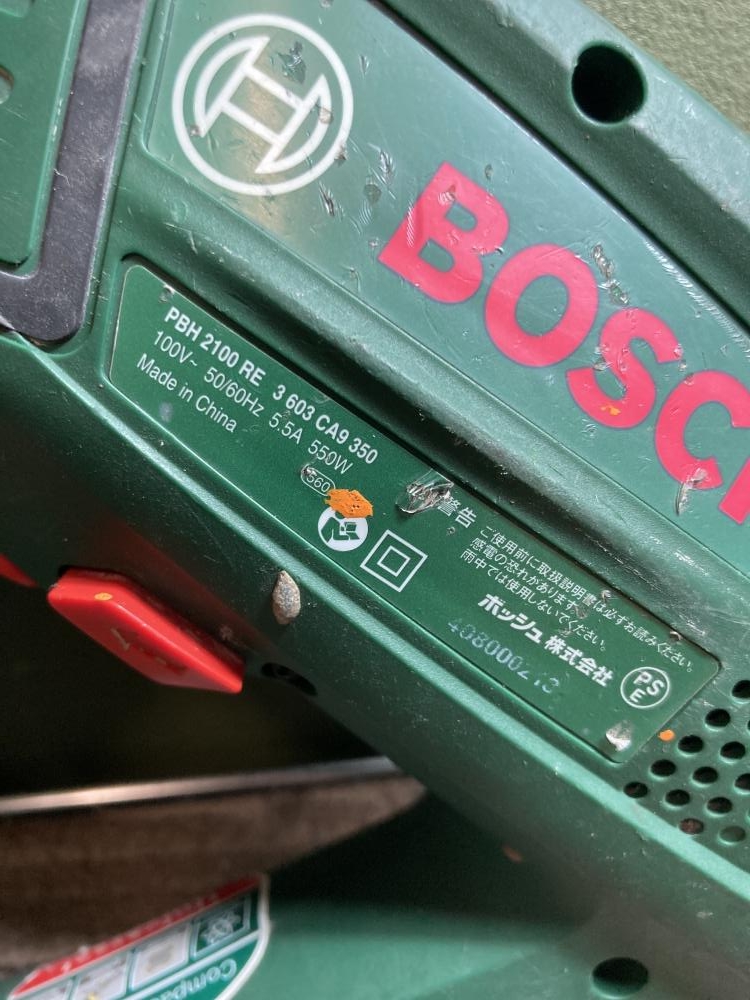 BOSCH
PBH 2100 RE 3 603 CA9 350
100V~ 50/60Hz 5.5A 550W
Made in China
560
警告
ご使用前に取扱説明書は必ずお読みください。
感電の恐れがあります。
雨中では使用しないでください。
ボッシュ株式会社
PSE
Compac